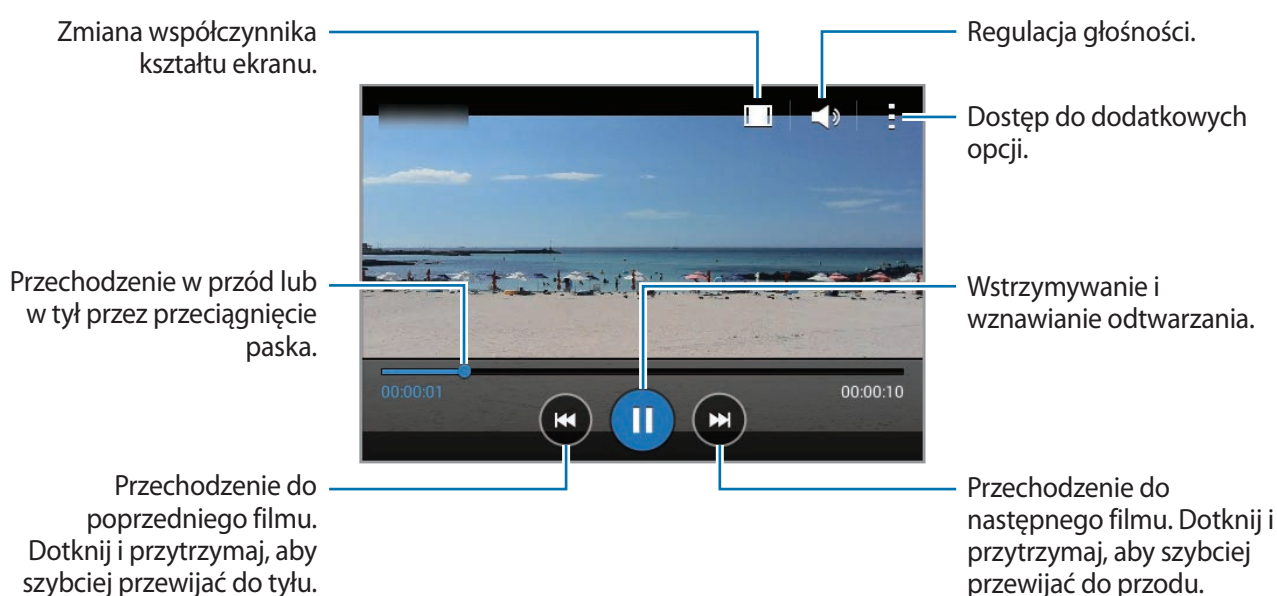 Zmiana współczynnika
kształtu ekranu.
Regulacja głośności.
Dostęp do dodatkowych
opcji.
Przechodzenie w przód lub
w tył przez przeciągnięcie
paska.
Wstrzymywanie i
wznawianie odtwarzania.
00:00:01
00:00:10
Przechodzenie do
poprzedniego filmu.
Dotknij i przytrzymaj, aby
szybciej przewijać do tyłu.
Przechodzenie do
następnego filmu. Dotknij i
przytrzymaj, aby szybciej
przewijać do przodu.